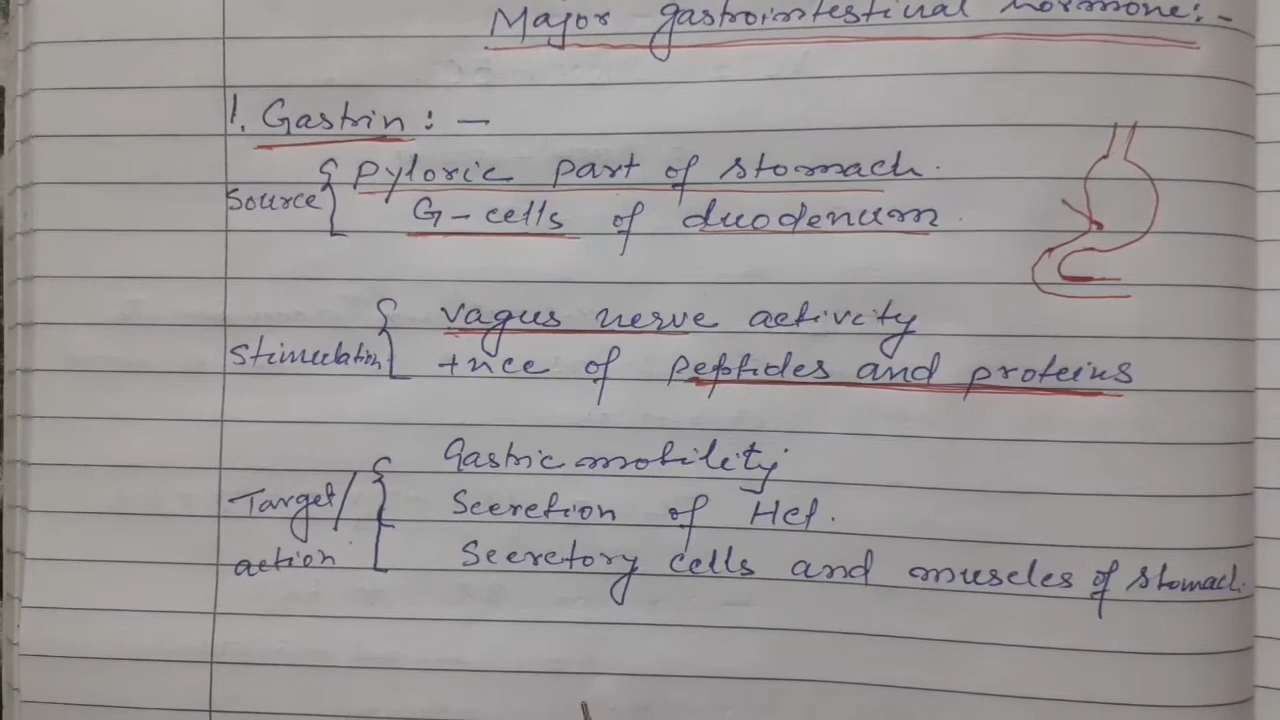 Major gastrointestinal hormone:-
1. Gastrin : —
Source { Pyloric part of stomach.
G-cells of duodenum.
Stimulation { vagus nerve activity
+nce of peptides and proteins
Target/action { Gastric motility
Secretion of Hcl.
Secretory cells and muscles of stomach.